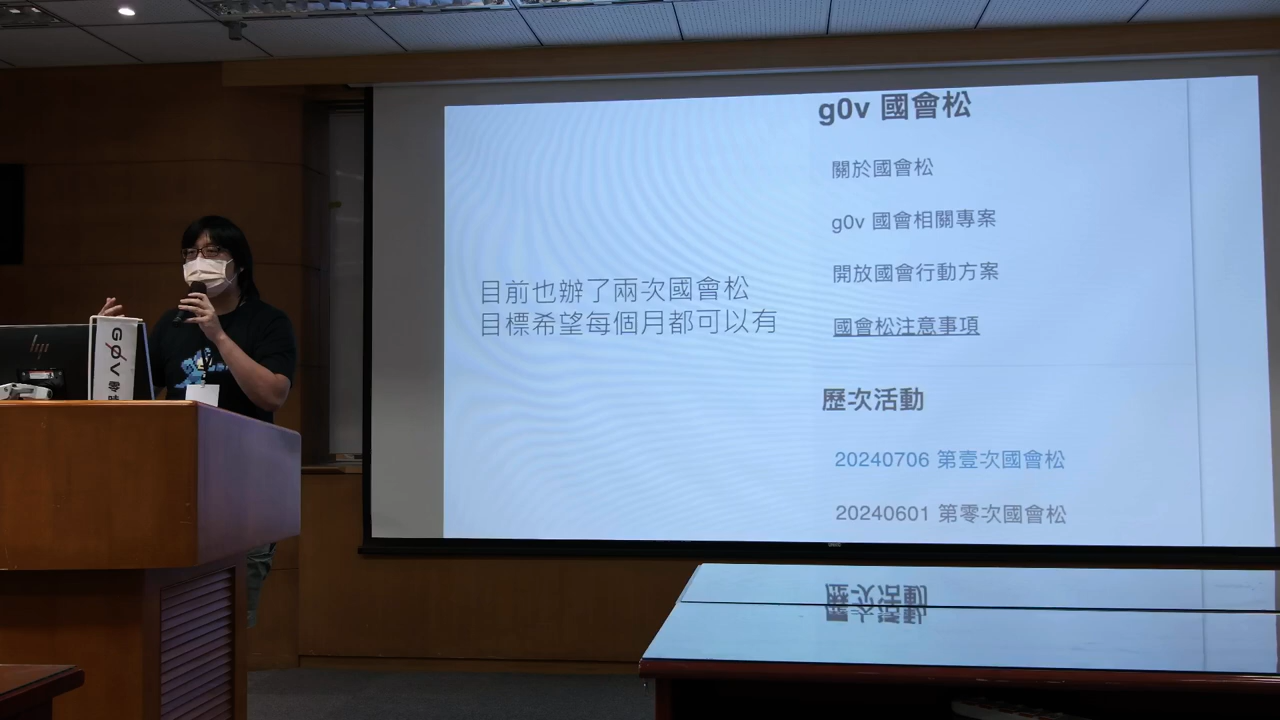 g0v 國會松
關於國會松
g0v 國會相關專案
開放國會行動方案
國會松注意事項
目前也辦了兩次國會松
目標希望每個月都可以有
歷次活動
20240706 第壹次國會松
20240601 第零次國會松
hp
G0V